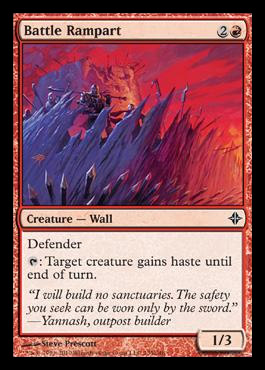 Battle Rampart 2
Creature — Wall
Defender
: Target creature gains haste until
end of turn.
“I will build no sanctuaries. The safety
you seek can be won only by the sword.”
—Yannash, outpost builder
Steve Prescott
1/3